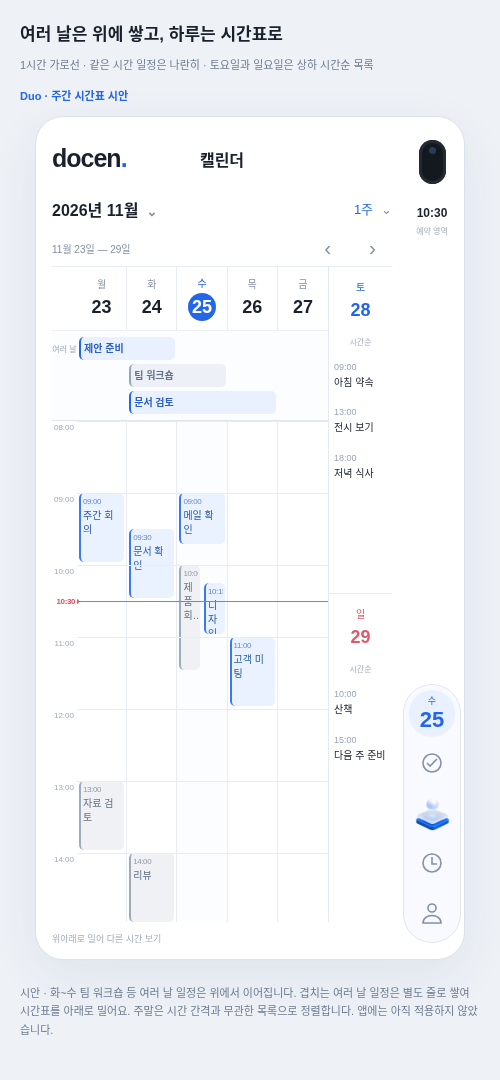 여러 날은 위에 쌓고, 하루는 시간표로
1시간 가로선 · 같은 시간 일정은 나란히 · 토요일과 일요일은 상하 시간순 목록
Duo · 주간 시간표 시안
docen.
캘린더
2026년 11월
1주
10:30
예약 영역
11월 23일 — 29일
월
23
화
24
수
25
목
26
금
27
토
28
시간순
09:00
아침 약속
13:00
전시 보기
18:00
저녁 식사
여러 날
제안 준비
팀 워크숍
문서 검토
08:00
09:00
10:00
10:30
11:00
12:00
13:00
14:00
09:00
주간 회
의
09:30
문서 확
인
09:00
메일 확
인
10:0
제
품
회…
10:1
디
자
인
11:00
고객 미
팅
13:00
자료 검
토
14:00
리뷰
일
29
시간순
10:00
산책
15:00
다음 주 준비
수
25
위아래로 밀어 다른 시간 보기
시안 · 화~수 팀 워크숍 등 여러 날 일정은 위에서 이어집니다. 겹치는 여러 날 일정은 별도 줄로 쌓여
시간표를 아래로 밀어요. 주말은 시간 간격과 무관한 목록으로 정렬합니다. 앱에는 아직 적용하지 않았
습니다.